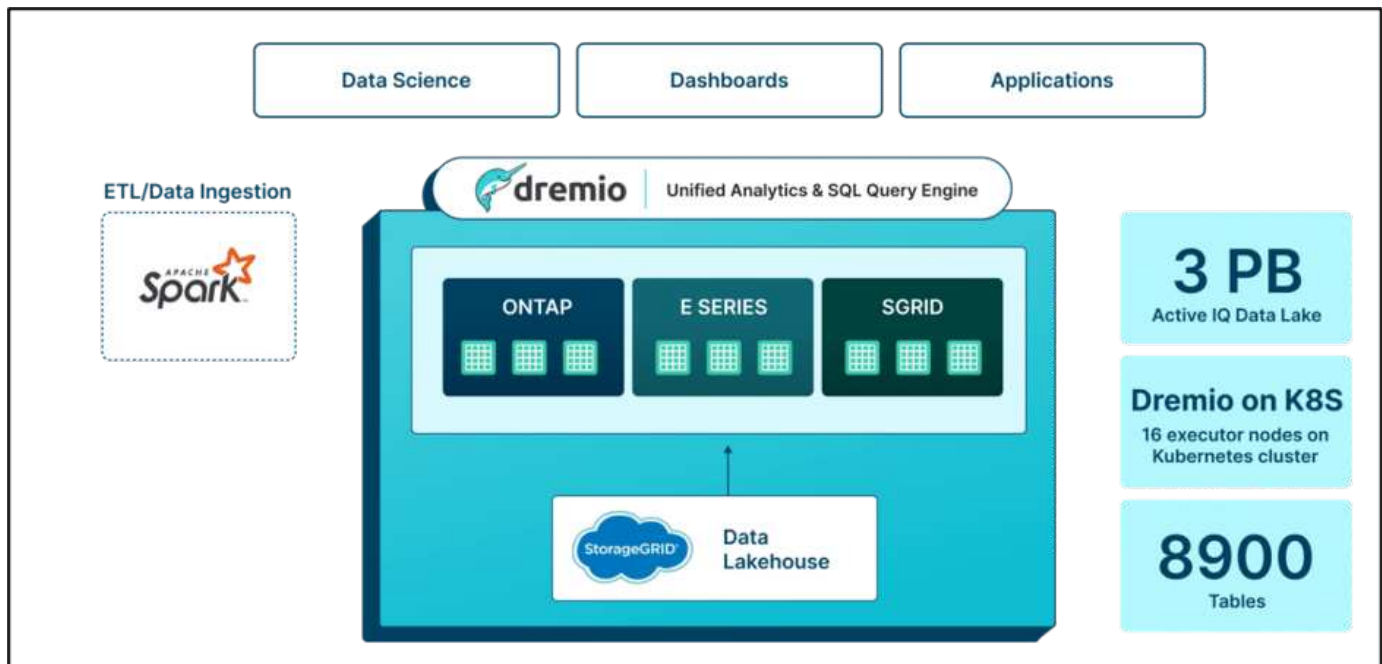 Data Science
Dashboards
Applications
ETL/Data Ingestion
APACHE
Spark™
dremio
Unified Analytics & SQL Query Engine
ONTAP
E SERIES
SGRID
StorageGRID®
Data
Lakehouse
3 PB
Active IQ Data Lake
Dremio on K8S
16 executor nodes on
Kubernetes cluster
8900
Tables